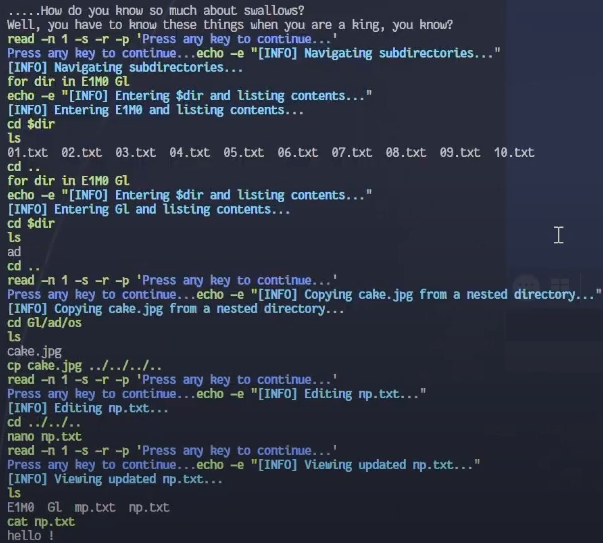 .....How do you know so much about swallows?
Well, you have to know these things when you are a king, you know?
read -n 1 -s -r -p 'Press any key to continue...'
Press any key to continue...echo -e "[INFO] Navigating subdirectories..."
[INFO] Navigating subdirectories...
for dir in E1M0 Gl
echo -e "[INFO] Entering $dir and listing contents..."
[INFO] Entering E1M0 and listing contents...
cd $dir
ls
01.txt  02.txt  03.txt  04.txt  05.txt  06.txt  07.txt  08.txt  09.txt  10.txt
cd ..
for dir in E1M0 Gl
echo -e "[INFO] Entering $dir and listing contents..."
[INFO] Entering Gl and listing contents...
cd $dir
ls
ad
cd ..
read -n 1 -s -r -p 'Press any key to continue...'
Press any key to continue...echo -e "[INFO] Copying cake.jpg from a nested directory..."
[INFO] Copying cake.jpg from a nested directory...
cd Gl/ad/os
ls
cake.jpg
cp cake.jpg ../../../..
read -n 1 -s -r -p 'Press any key to continue...'
Press any key to continue...echo -e "[INFO] Editing np.txt..."
[INFO] Editing np.txt...
cd ../../..
nano np.txt
read -n 1 -s -r -p 'Press any key to continue...'
Press any key to continue...echo -e "[INFO] Viewing updated np.txt..."
[INFO] Viewing updated np.txt...
ls
E1M0  Gl  mp.txt  np.txt
cat np.txt
hello !